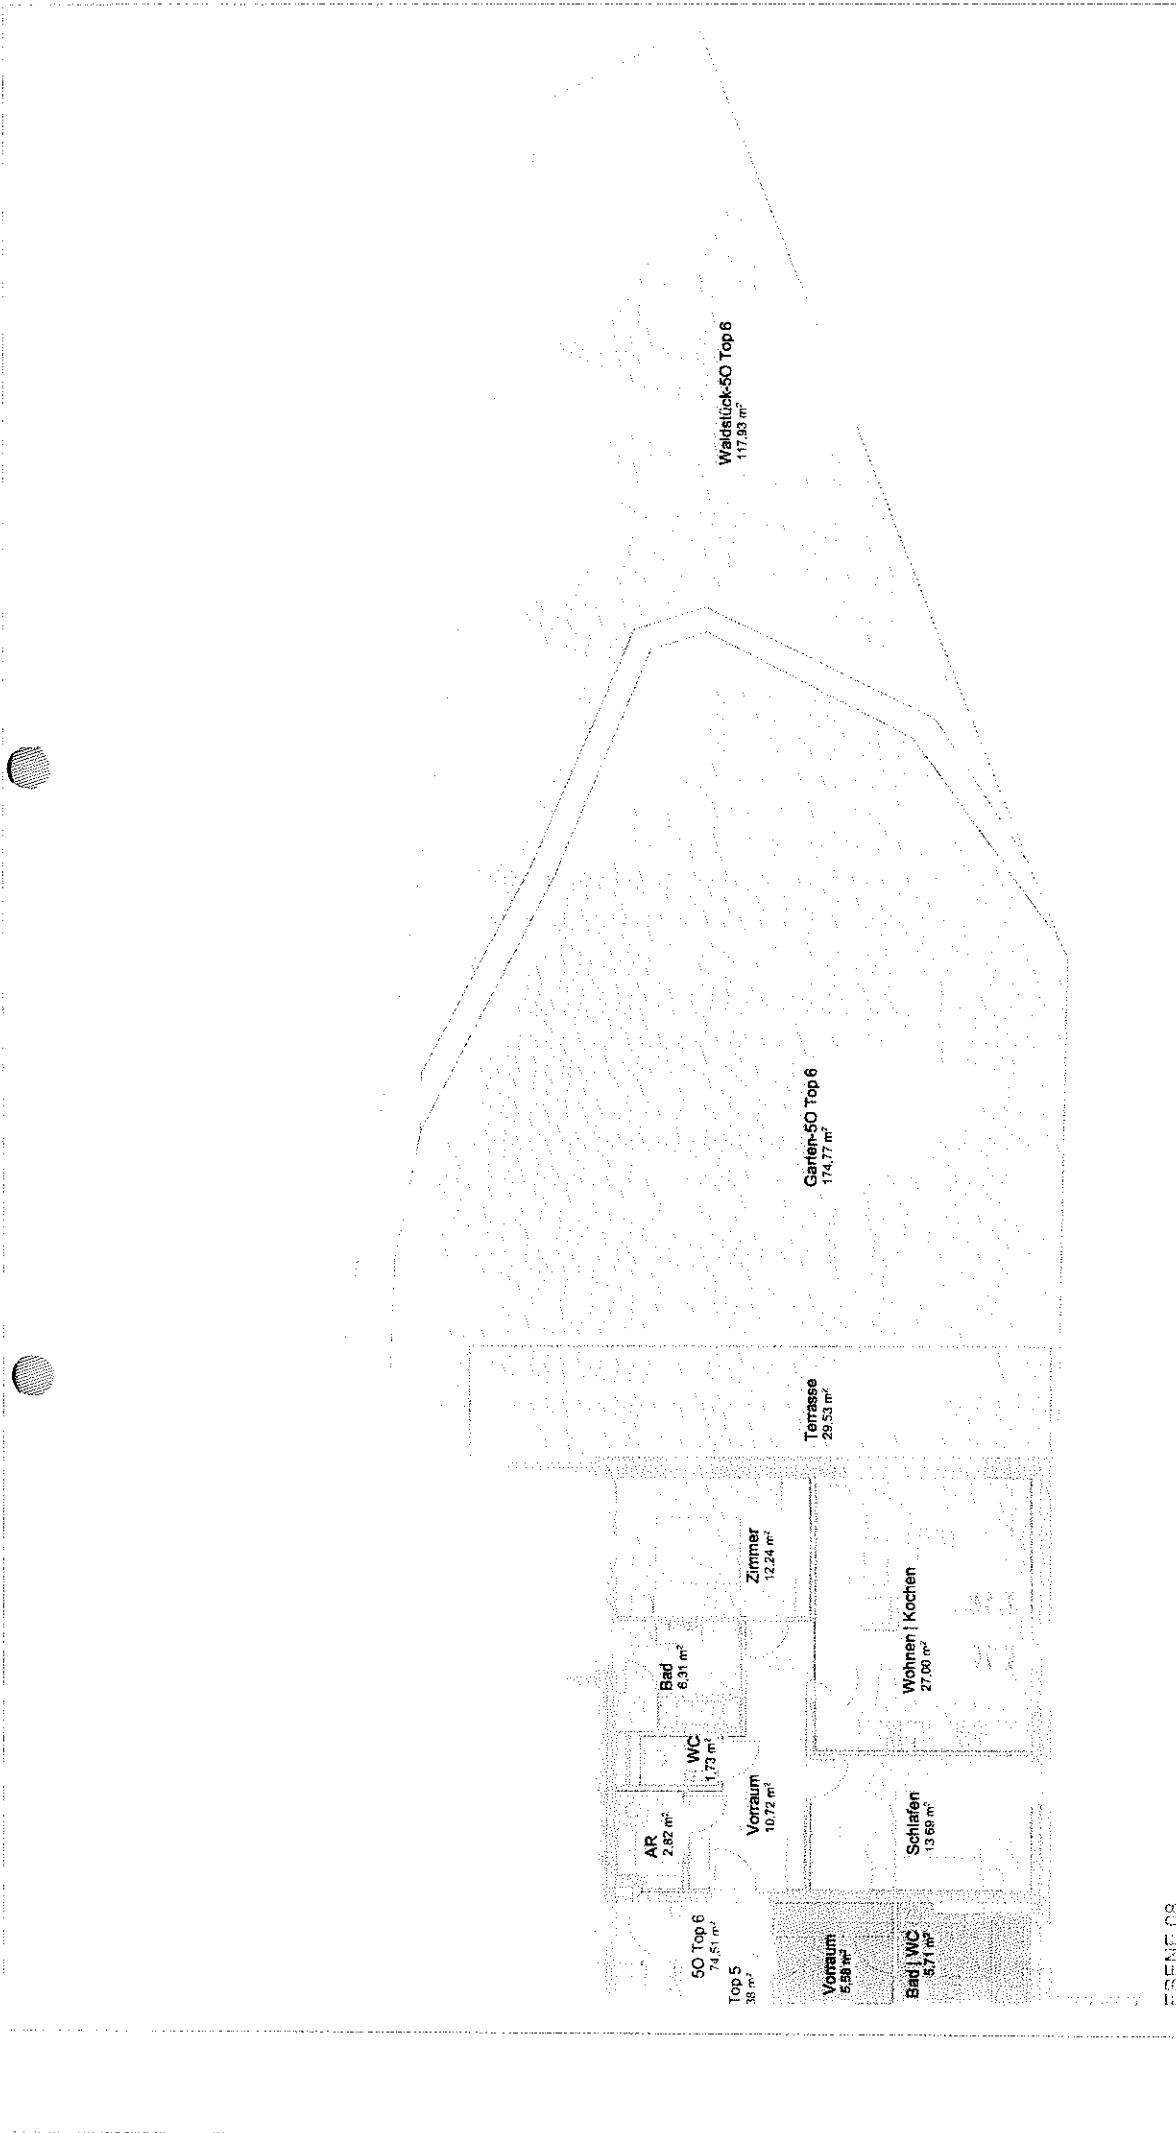 Waldstück-5O Top 6
117,93 m²
Garten-5O Top 6
174,77 m²
Terrasse
29,53 m²
Zimmer
12,24 m²
Wohnen | Kochen
27,00 m²
Bad
6,31 m²
WC
1,73 m²
Vorraum
10,72 m²
AR
2,82 m²
Schlafen
13,69 m²
5O Top 6
74,51 m²
Top 5
38 m²
Vorraum
5,58 m²
Bad | WC
5,71 m²
EBENE 08